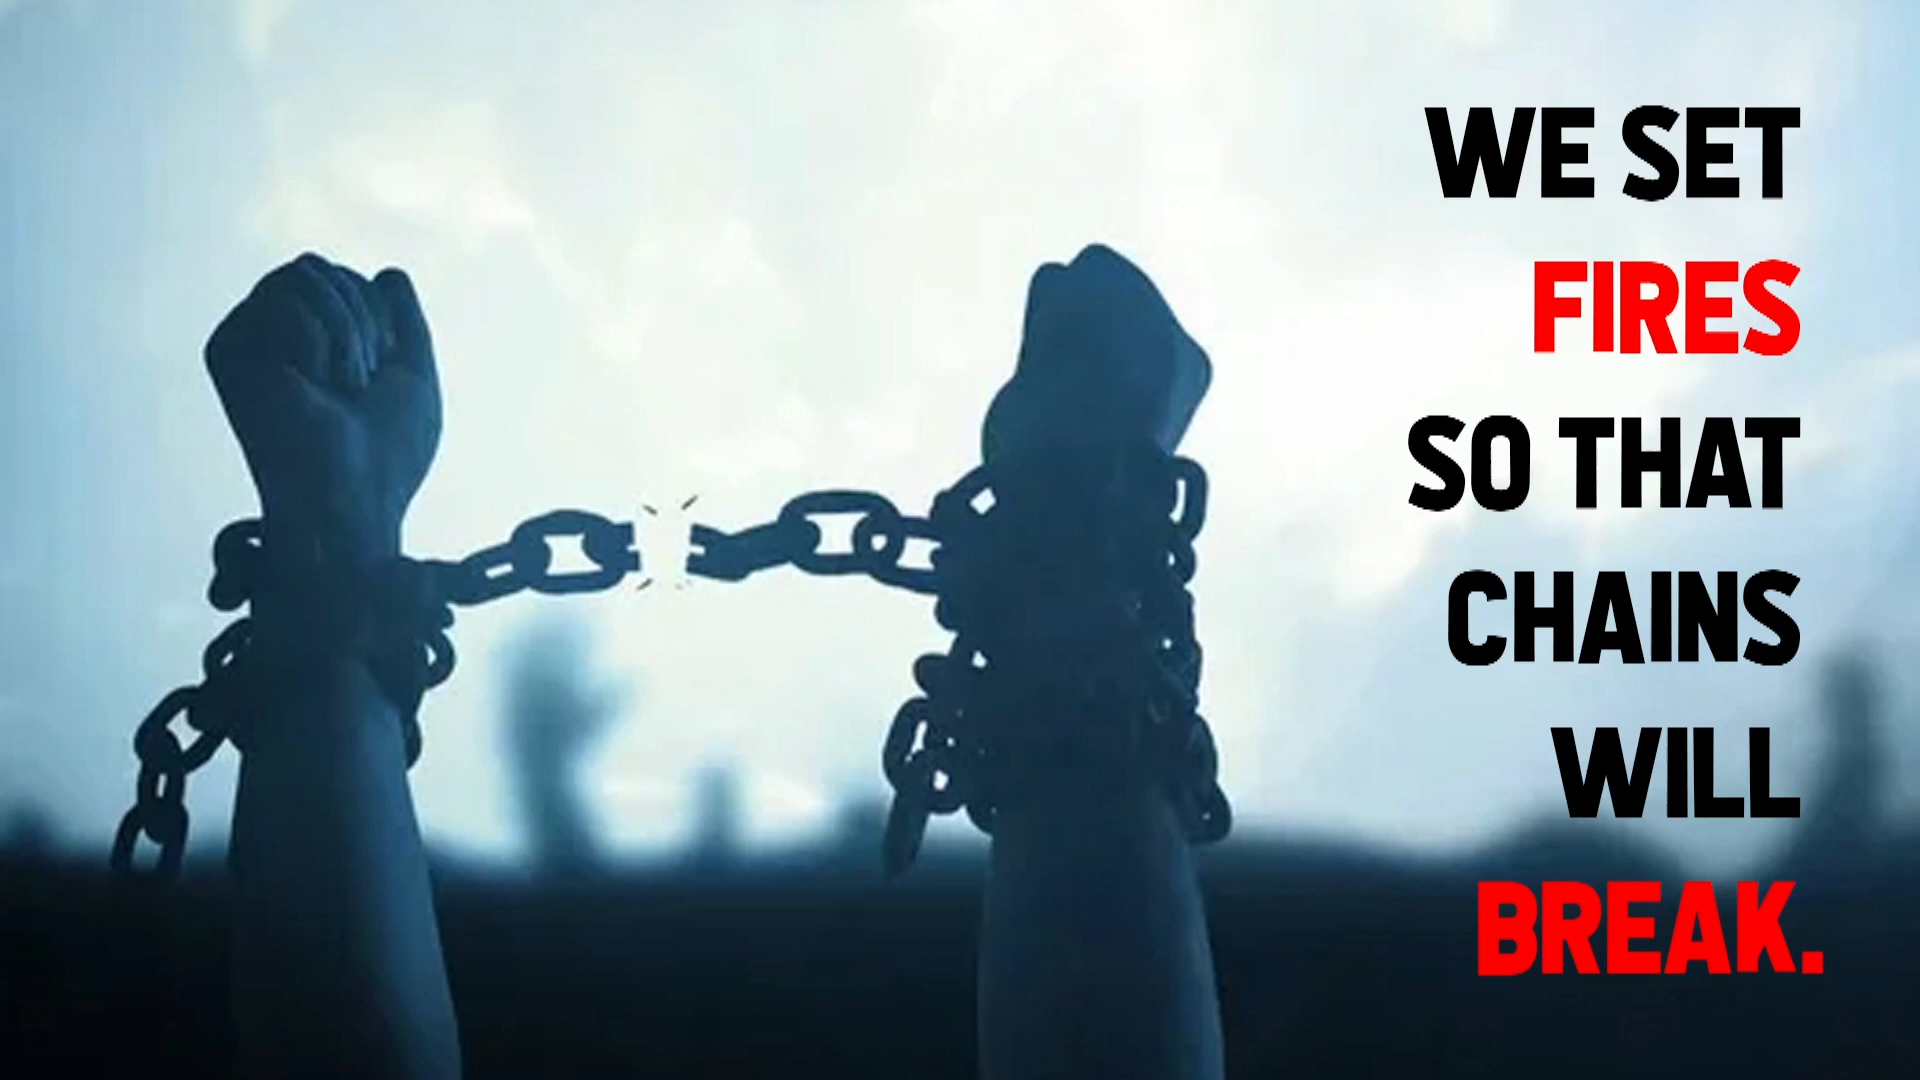 WE SET
FIRES
SO THAT
CHAINS
WILL
BREAK.